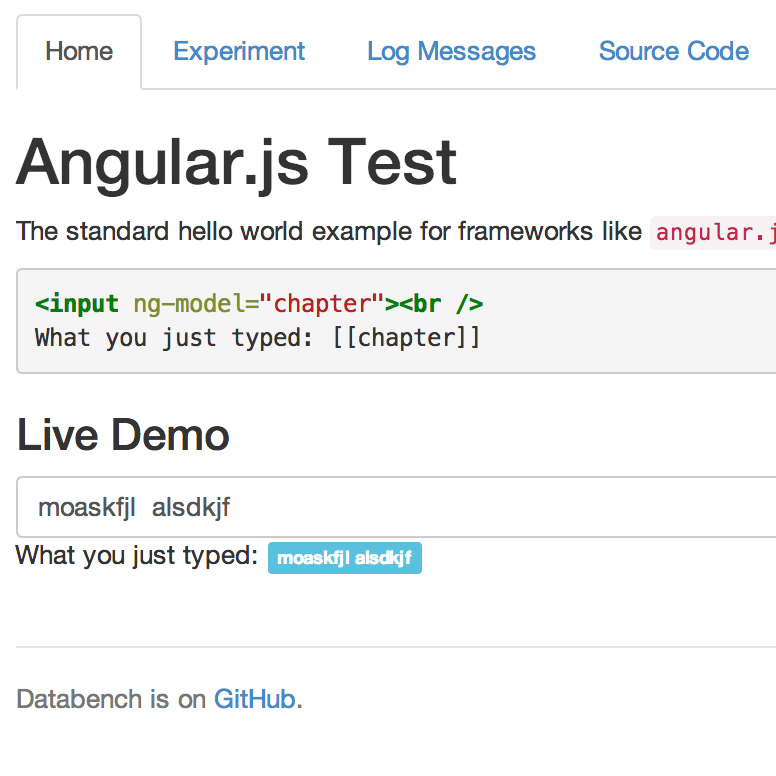 Home Experiment Log Messages Source Code
Angular.js Test
The standard hello world example for frameworks like
<input ng-model="chapter"><br />
What you just typed: [[chapter]]
Live Demo
moaskfjl  alsdkjf
What you just typed: moaskfjl alsdkjf
Databench is on GitHub.